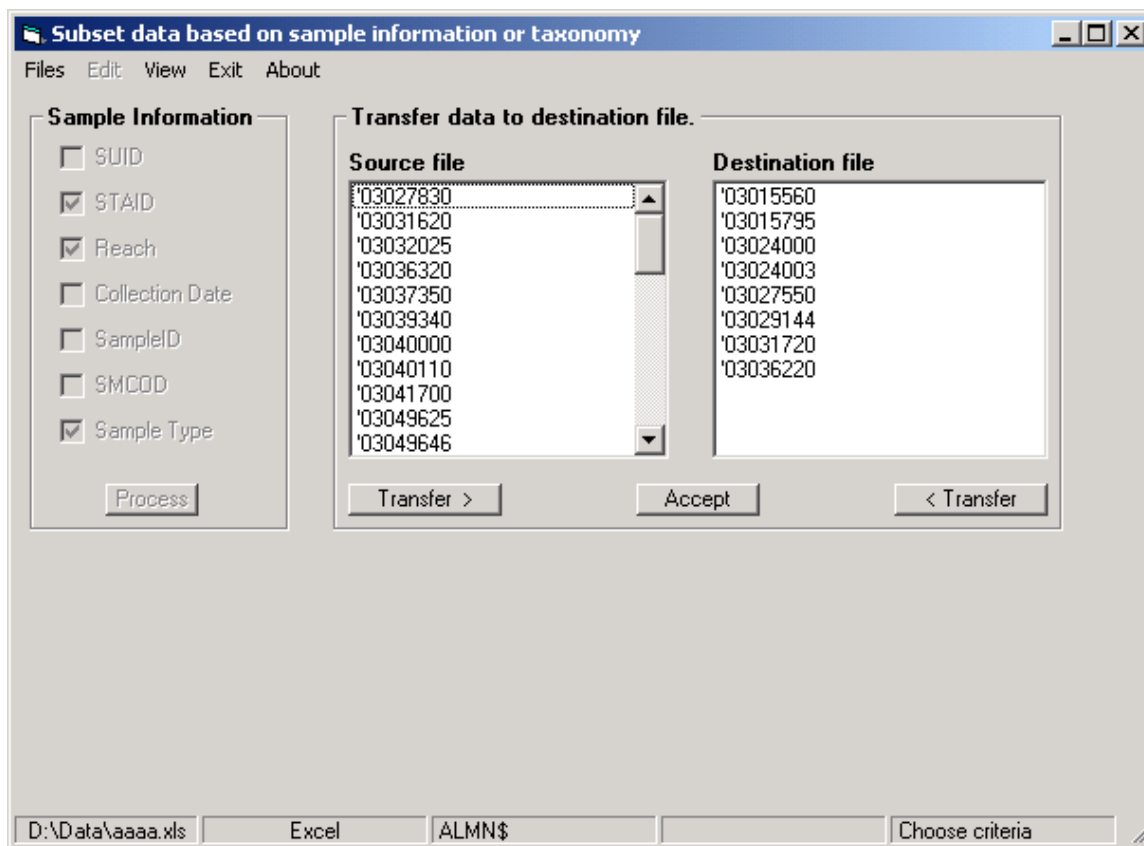 Subset data based on sample information or taxonomy
Files Edit View Exit About
Sample Information
SUID
STAID
Reach
Collection Date
SampleID
SMCOD
Sample Type
Process
Transfer data to destination file.
Source file
'03027830
'03031620
'03032025
'03036320
'03037350
'03039340
'03040000
'03040110
'03041700
'03049625
'03049646
Destination file
'03015560
'03015795
'03024000
'03024003
'03027550
'03029144
'03031720
'03036220
Transfer > Accept < Transfer
D:\Data\aaaa.xls Excel ALMN$ Choose criteria